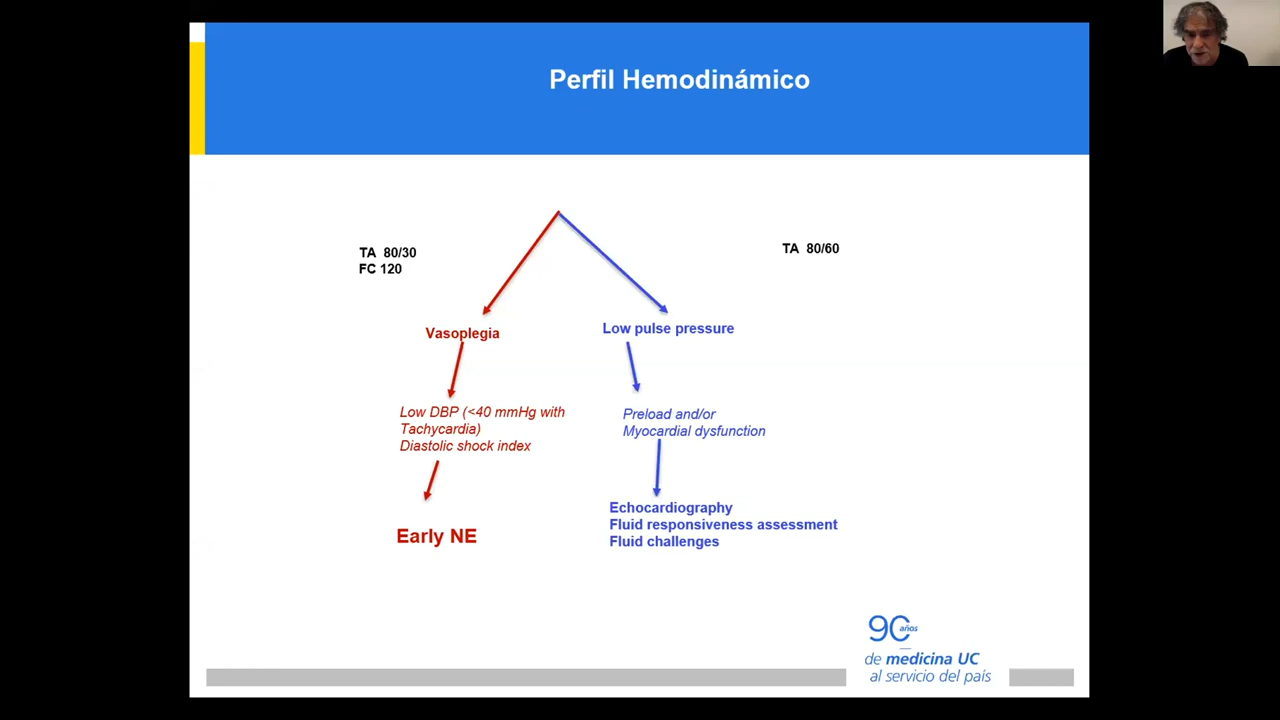 Perfil Hemodinámico
TA 80/30
FC 120
TA 80/60
Vasoplegia
Low pulse pressure
Low DBP (<40 mmHg with
Tachycardia)
Diastolic shock index
Preload and/or
Myocardial dysfunction
Early NE
Echocardiography
Fluid responsiveness assessment
Fluid challenges
90 años
de medicina UC
al servicio del país